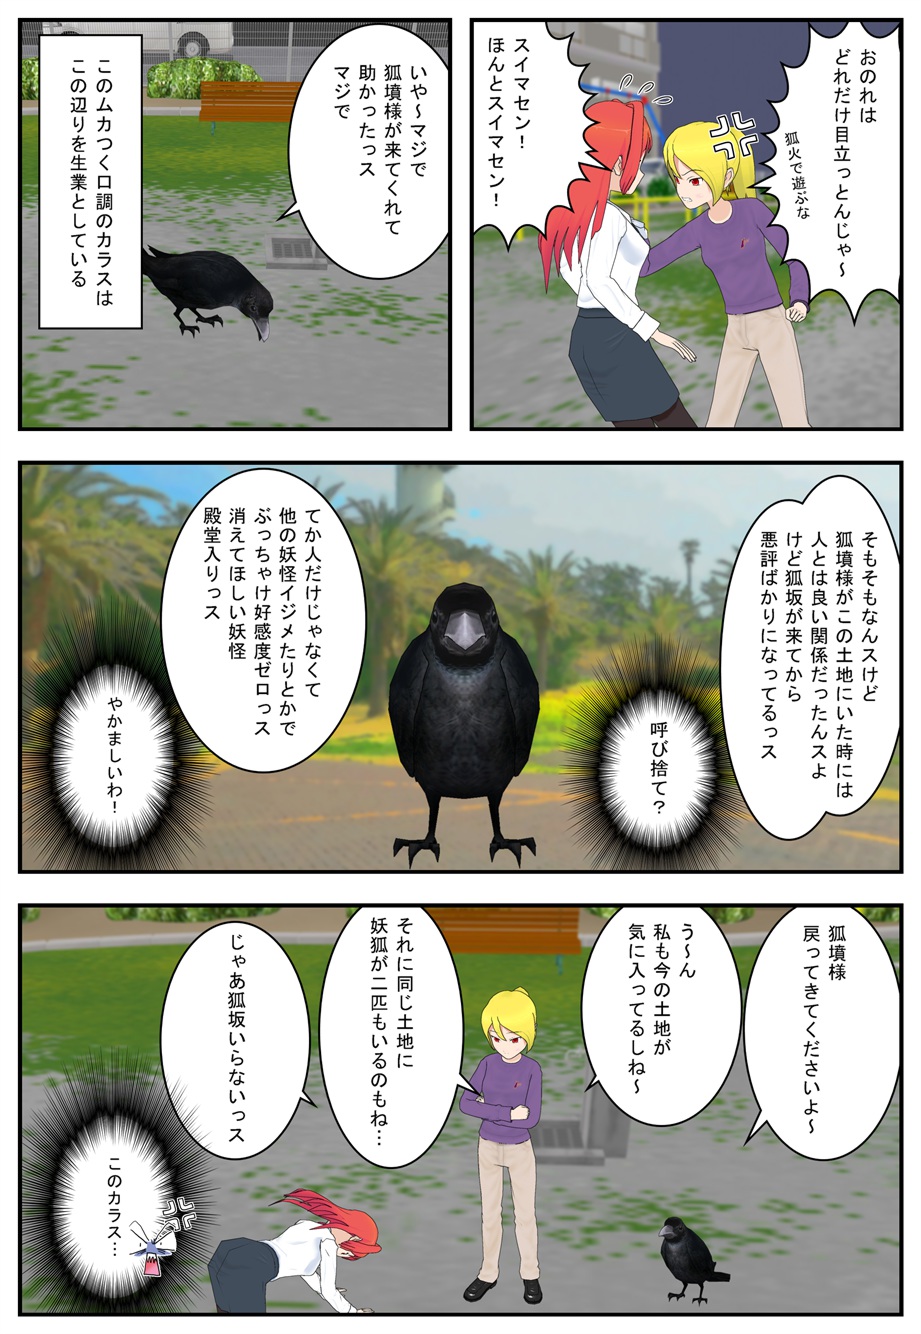 おのれは
どれだけ目立っとんじゃ～
狐火で遊ぶな
スイマセン！
ほんとスイマセン！
いや～マジで
狐墳様が来てくれて
助かったっス
マジで
このムカつく口調のカラスは
この辺りを生業としている
そもそもなんスけど
狐墳様がこの土地にいた時には
人とは良い関係だったんスよ
けど狐坂が来てから
悪評ばかりになってるっス
呼び捨て？
てか人だけじゃなくて
他の妖怪イジメたりとかで
ぶっちゃけ好感度ゼロっス
消えてほしい妖怪
殿堂入りっス
やかましいわ！
狐墳様
戻ってきてくださいよ～
う～ん
私も今の土地が
気に入ってるしね～
それに同じ土地に
妖狐が二匹もいるのもね…
じゃあ狐坂いらないっス
このカラス…